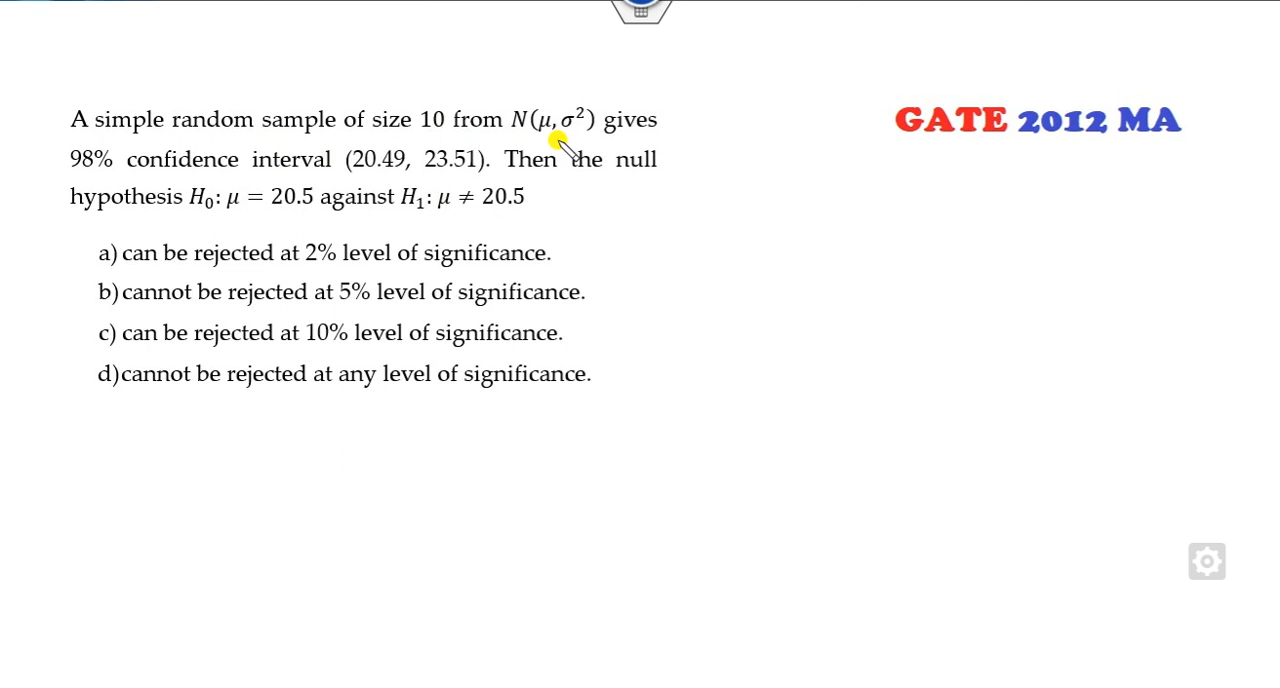 A simple random sample of size 10 from N(μ, σ²) gives
98% confidence interval (20.49, 23.51). Then the null
hypothesis H₀: μ = 20.5 against H₁: μ ≠ 20.5
a) can be rejected at 2% level of significance.
b) cannot be rejected at 5% level of significance.
c) can be rejected at 10% level of significance.
d) cannot be rejected at any level of significance.
GATE 2012 MA